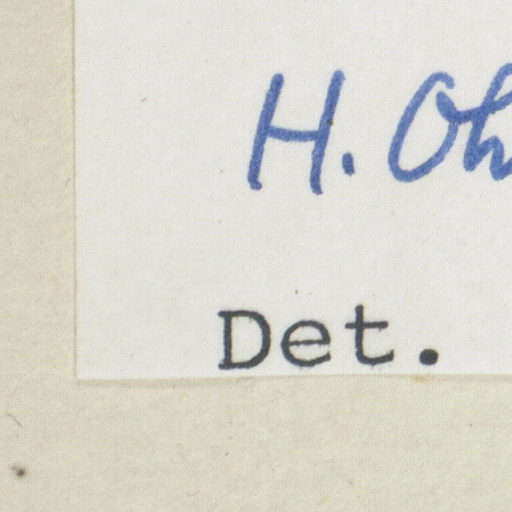 H. Oh
Det.